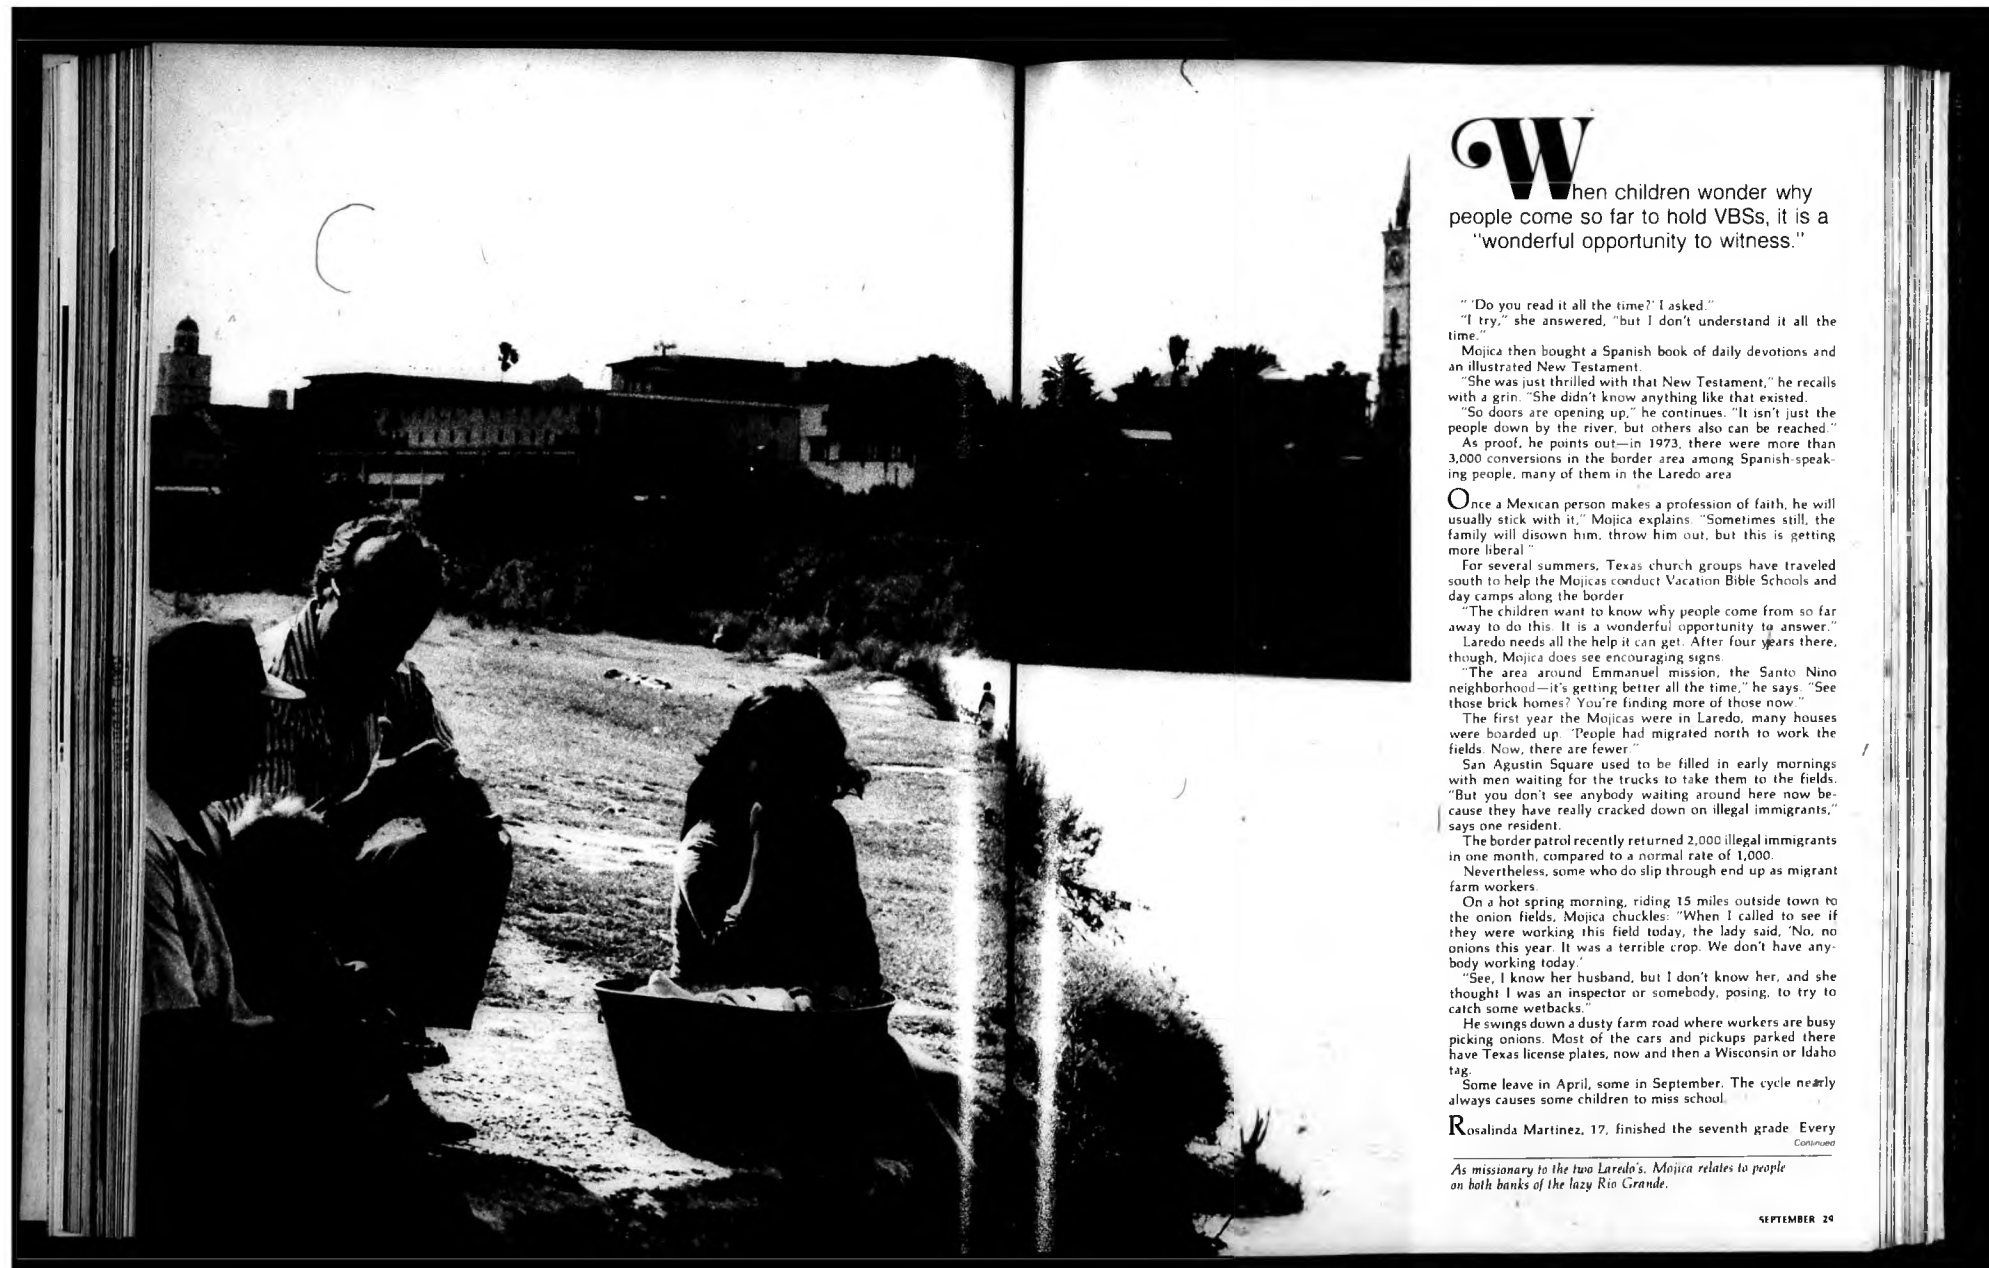 When children wonder why
people come so far to hold VBSs, it is a
"wonderful opportunity to witness."
" 'Do you read it all the time?' I asked."
"I try," she answered, "but I don't understand it all the
time."
Mojica then bought a Spanish book of daily devotions and
an illustrated New Testament.
"She was just thrilled with that New Testament," he recalls
with a grin. "She didn't know anything like that existed.
"So doors are opening up," he continues. "It isn't just the
people down by the river, but others also can be reached."
As proof, he points out—in 1973, there were more than
3,000 conversions in the border area among Spanish-speak-
ing people, many of them in the Laredo area
Once a Mexican person makes a profession of faith, he will
usually stick with it," Mojica explains. "Sometimes still, the
family will disown him, throw him out, but this is getting
more liberal "
For several summers, Texas church groups have traveled
south to help the Mojicas conduct Vacation Bible Schools and
day camps along the border
"The children want to know why people come from so far
away to do this. It is a wonderful opportunity to answer."
Laredo needs all the help it can get. After four years there,
though, Mojica does see encouraging signs.
"The area around Emmanuel mission, the Santo Nino
neighborhood—it's getting better all the time," he says. "See
those brick homes? You're finding more of those now."
The first year the Mojicas were in Laredo, many houses
were boarded up. 'People had migrated north to work the
fields. Now, there are fewer."
San Agustin Square used to be filled in early mornings
with men waiting for the trucks to take them to the fields.
"But you don't see anybody waiting around here now be-
cause they have really cracked down on illegal immigrants,"
says one resident.
The border patrol recently returned 2,000 illegal immigrants
in one month, compared to a normal rate of 1,000.
Nevertheless, some who do slip through end up as migrant
farm workers.
On a hot spring morning, riding 15 miles outside town to
the onion fields, Mojica chuckles: "When I called to see if
they were working this field today, the lady said, 'No, no
onions this year. It was a terrible crop. We don't have any-
body working today.'
"See, I know her husband, but I don't know her, and she
thought I was an inspector or somebody, posing, to try to
catch some wetbacks."
He swings down a dusty farm road where workers are busy
picking onions. Most of the cars and pickups parked there
have Texas license plates, now and then a Wisconsin or Idaho
tag.
Some leave in April, some in September. The cycle nearly
always causes some children to miss school.
Rosalinda Martinez, 17, finished the seventh grade Every
Continued
As missionary to the two Laredo's, Mojica relates to people
on both banks of the lazy Rio Grande.
SEPTEMBER 29